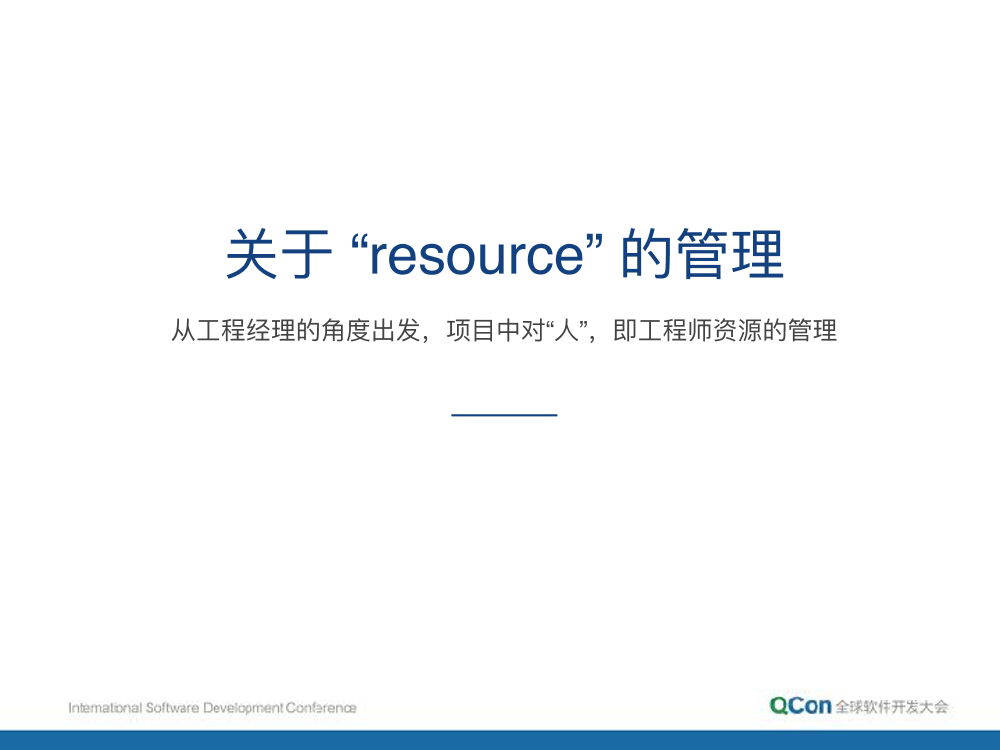 关于 “resource” 的管理
从工程经理的角度出发，项目中对“人”，即工程师资源的管理
International Software Development Conference
QCon 全球软件开发大会